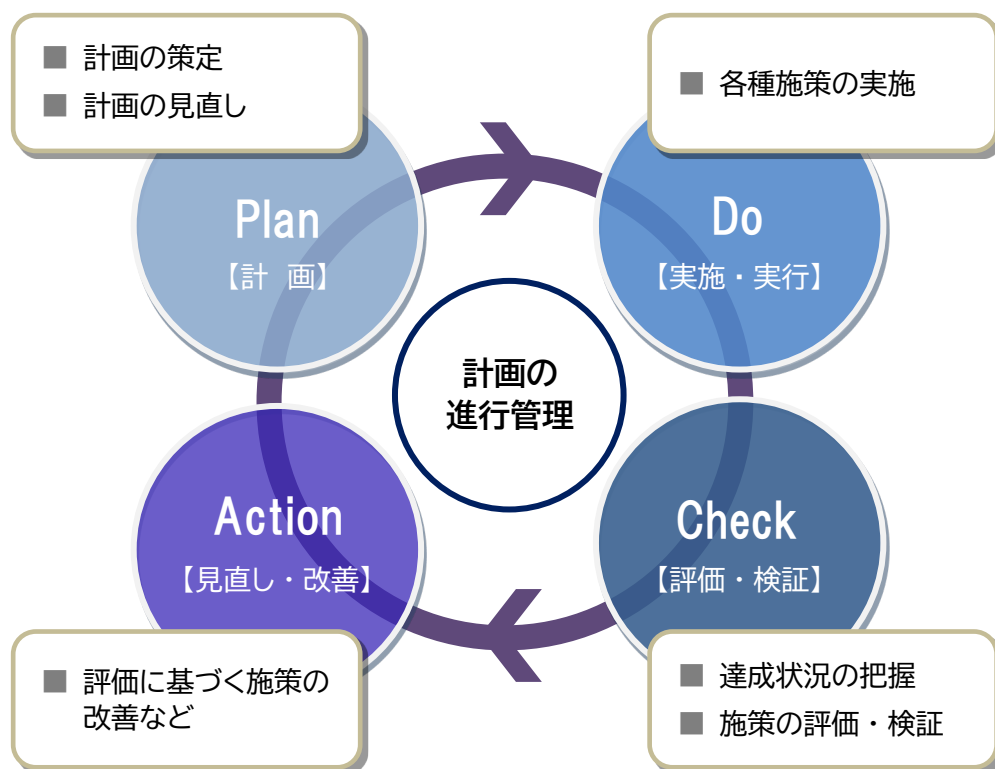 ■ 計画の策定
■ 計画の見直し
■ 各種施策の実施
Plan
【計 画】
Do
【実施・実行】
計画の
進行管理
Action
【見直し・改善】
Check
【評価・検証】
■ 評価に基づく施策の
改善など
■ 達成状況の把握
■ 施策の評価・検証